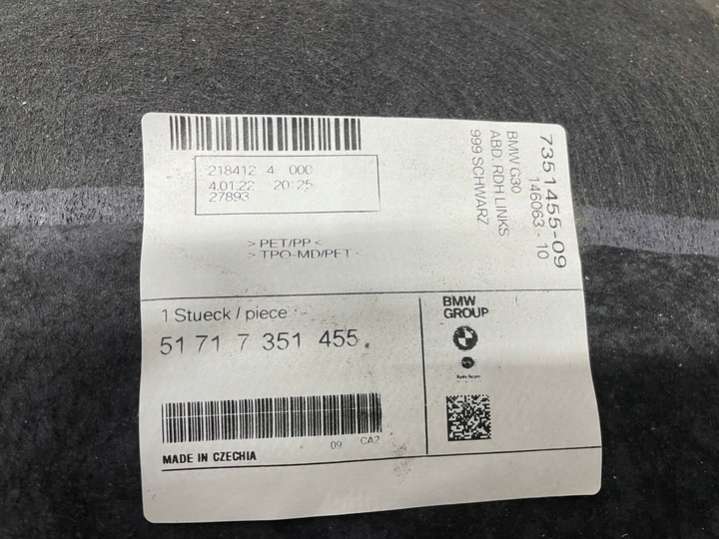 218412 4 000
4.01.22 20:25
27893
> PET/PP <
> TPO-MD/PET
7351455-09
146063 - 10
BMW G30
ABD. RDH LINKS
999 SCHWARZ
1 Stueck / piece
51 71 7 351 455.
BMW
GROUP
09 CA2
MADE IN CZECHIA